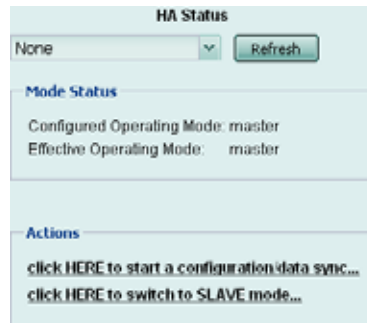 HA Status
None Refresh
Mode Status
Configured Operating Mode: master
Effective Operating Mode: master
Actions
click HERE to start a configuration/data sync...
click HERE to switch to SLAVE mode...